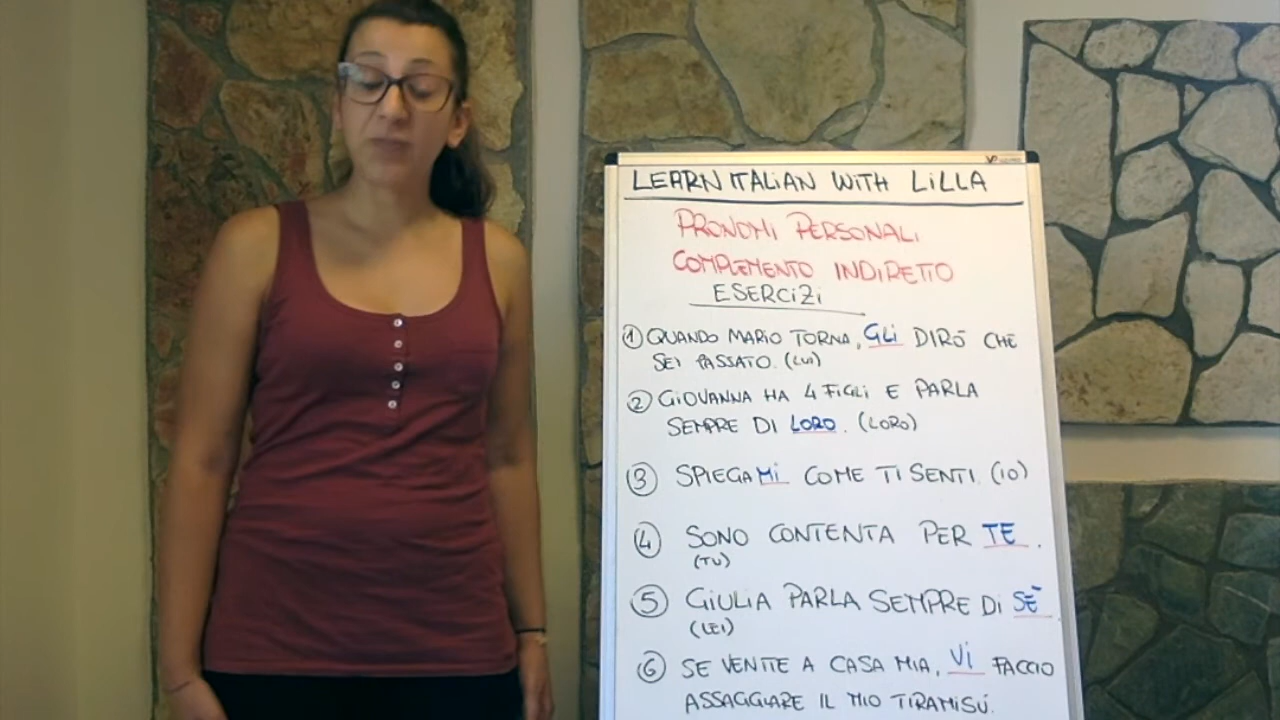 LEARN ITALIAN WITH LILLA
PRONOMI PERSONALI
COMPLEMENTO INDIRETTO
ESERCIZI
① QUANDO MARIO TORNA, GLI DIRÒ CHE
SEI PASSATO. (LUI)
② GIOVANNA HA 4 FIGLI E PARLA
SEMPRE DI LORO. (LORO)
③ SPIEGAMI COME TI SENTI. (IO)
④ SONO CONTENTA PER TE.
(TU)
⑤ GIULIA PARLA SEMPRE DI SÉ
(LEI)
⑥ SE VENITE A CASA MIA, VI FACCIO
ASSAGGIARE IL MIO TIRAMISÚ.